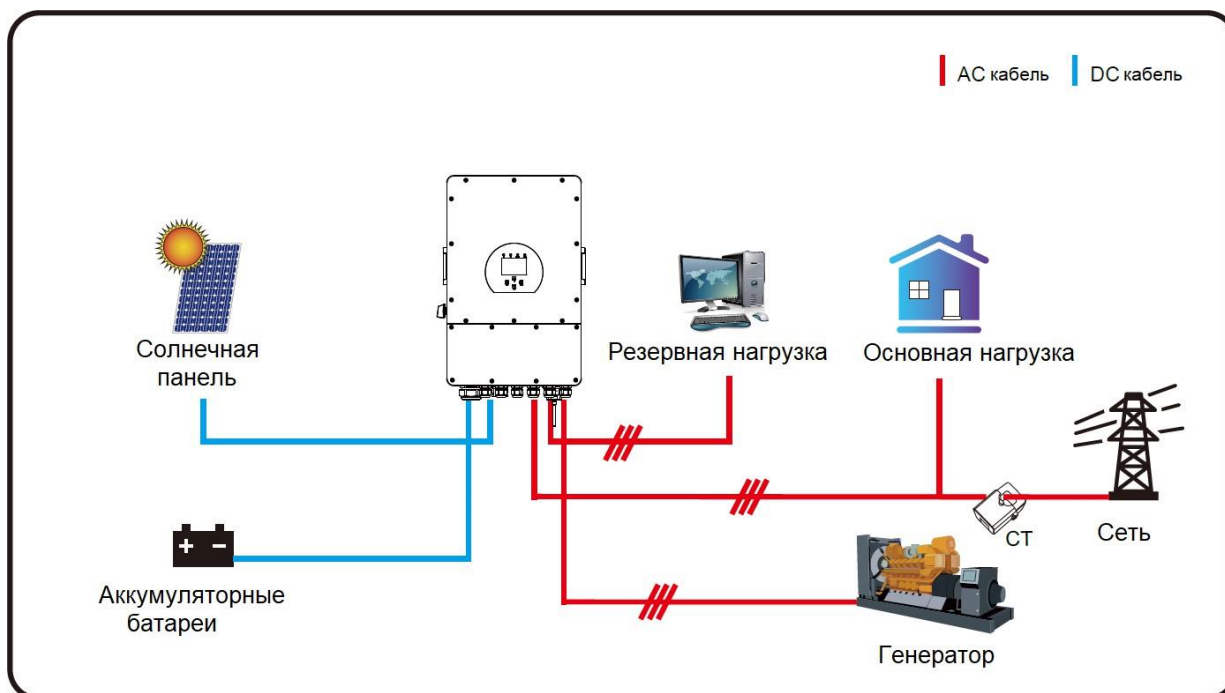 AC кабель
DC кабель
Солнечная
панель
Резервная нагрузка
Основная нагрузка
CT
Сеть
Аккумуляторные
батареи
Генератор